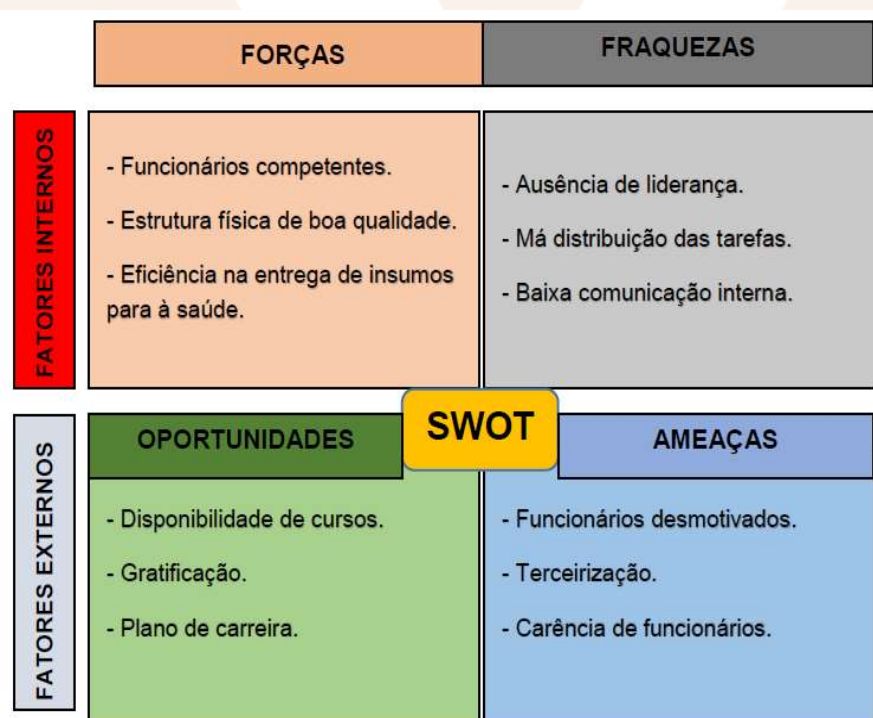 FORÇAS
FRAQUEZAS
FATORES INTERNOS
- Funcionários competentes.
- Estrutura física de boa qualidade.
- Eficiência na entrega de insumos
para à saúde.
- Ausência de liderança.
- Má distribuição das tarefas.
- Baixa comunicação interna.
SWOT
FATORES EXTERNOS
OPORTUNIDADES
- Disponibilidade de cursos.
- Gratificação.
- Plano de carreira.
AMEAÇAS
- Funcionários desmotivados.
- Terceirização.
- Carência de funcionários.